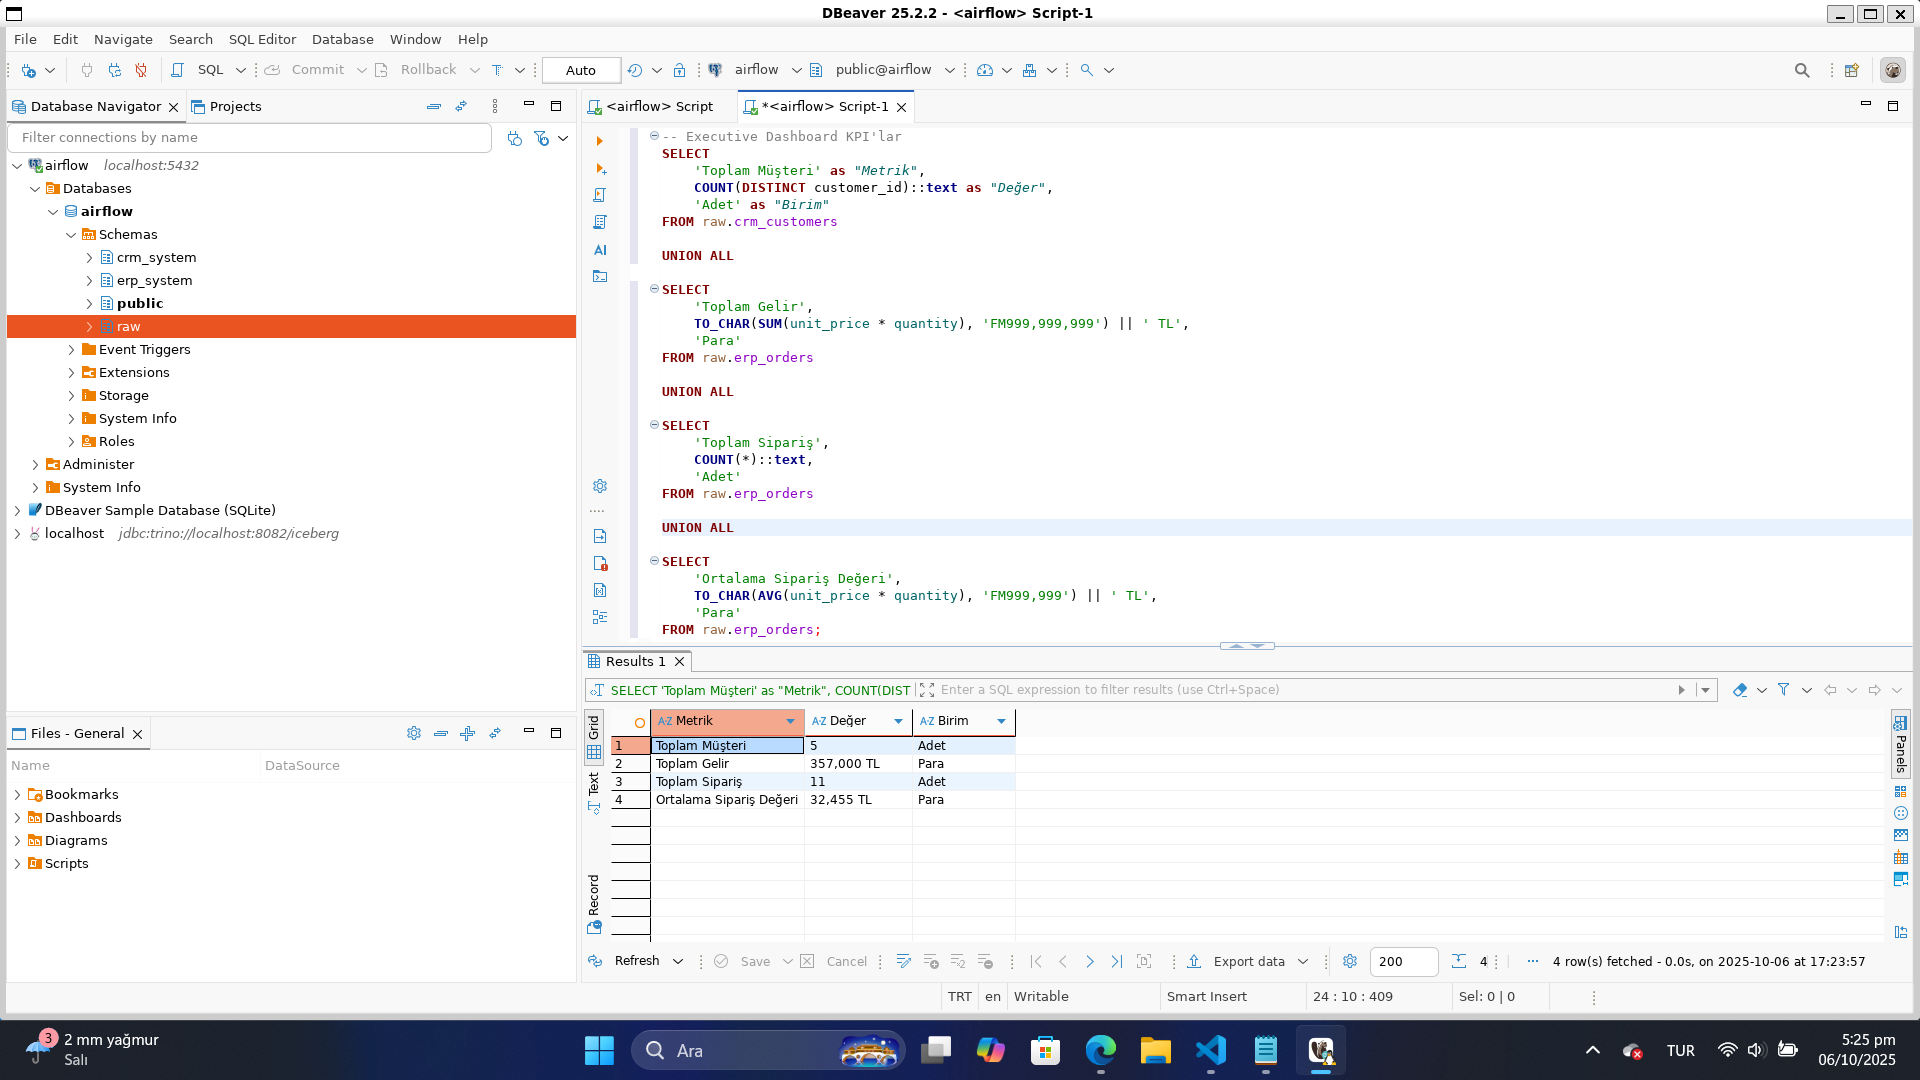 DBeaver 25.2.2 - <airflow> Script-1
File Edit Navigate Search SQL Editor Database Window Help
SQL Commit Rollback T Auto airflow public@airflow
Database Navigator Projects
Filter connections by name
airflow localhost:5432
Databases
airflow
Schemas
crm_system
erp_system
public
raw
Event Triggers
Extensions
Storage
System Info
Roles
Administer
System Info
DBeaver Sample Database (SQLite)
localhost jdbc:trino://localhost:8082/iceberg
Files - General
Name DataSource
Bookmarks
Dashboards
Diagrams
Scripts
<airflow> Script *<airflow> Script-1
AI
-- Executive Dashboard KPI'lar
SELECT
'Toplam Müşteri' as "Metrik",
COUNT(DISTINCT customer_id)::text as "Değer",
'Adet' as "Birim"
FROM raw.crm_customers
UNION ALL
SELECT
'Toplam Gelir',
TO_CHAR(SUM(unit_price * quantity), 'FM999,999,999') || ' TL',
'Para'
FROM raw.erp_orders
UNION ALL
SELECT
'Toplam Sipariş',
COUNT(*)::text,
'Adet'
FROM raw.erp_orders
UNION ALL
SELECT
'Ortalama Sipariş Değeri',
TO_CHAR(AVG(unit_price * quantity), 'FM999,999') || ' TL',
'Para'
FROM raw.erp_orders;
Results 1
SELECT 'Toplam Müşteri' as "Metrik", COUNT(DIST Enter a SQL expression to filter results (use Ctrl+Space)
Grid
Text
Record
Panels
A-Z Metrik A-Z Değer A-Z Birim
1 Toplam Müşteri 5 Adet
2 Toplam Gelir 357,000 TL Para
3 Toplam Sipariş 11 Adet
4 Ortalama Sipariş Değeri 32,455 TL Para
Refresh Save Cancel Export data 200 4 ... 4 row(s) fetched - 0.0s, on 2025-10-06 at 17:23:57
TRT en Writable Smart Insert 24 : 10 : 409 Sel: 0 | 0
3
2 mm yağmur
Salı
Ara
TUR
5:25 pm
06/10/2025